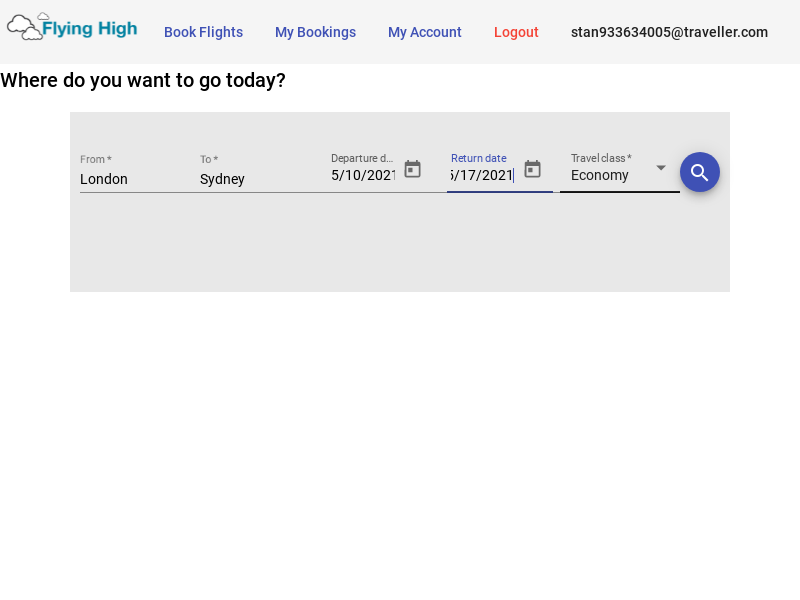 Flying High
Book Flights My Bookings My Account Logout stan933634005@traveller.com
Where do you want to go today?
From * To * Departure d... Return date Travel class *
London Sydney 5/10/2021 5/17/2021 Economy